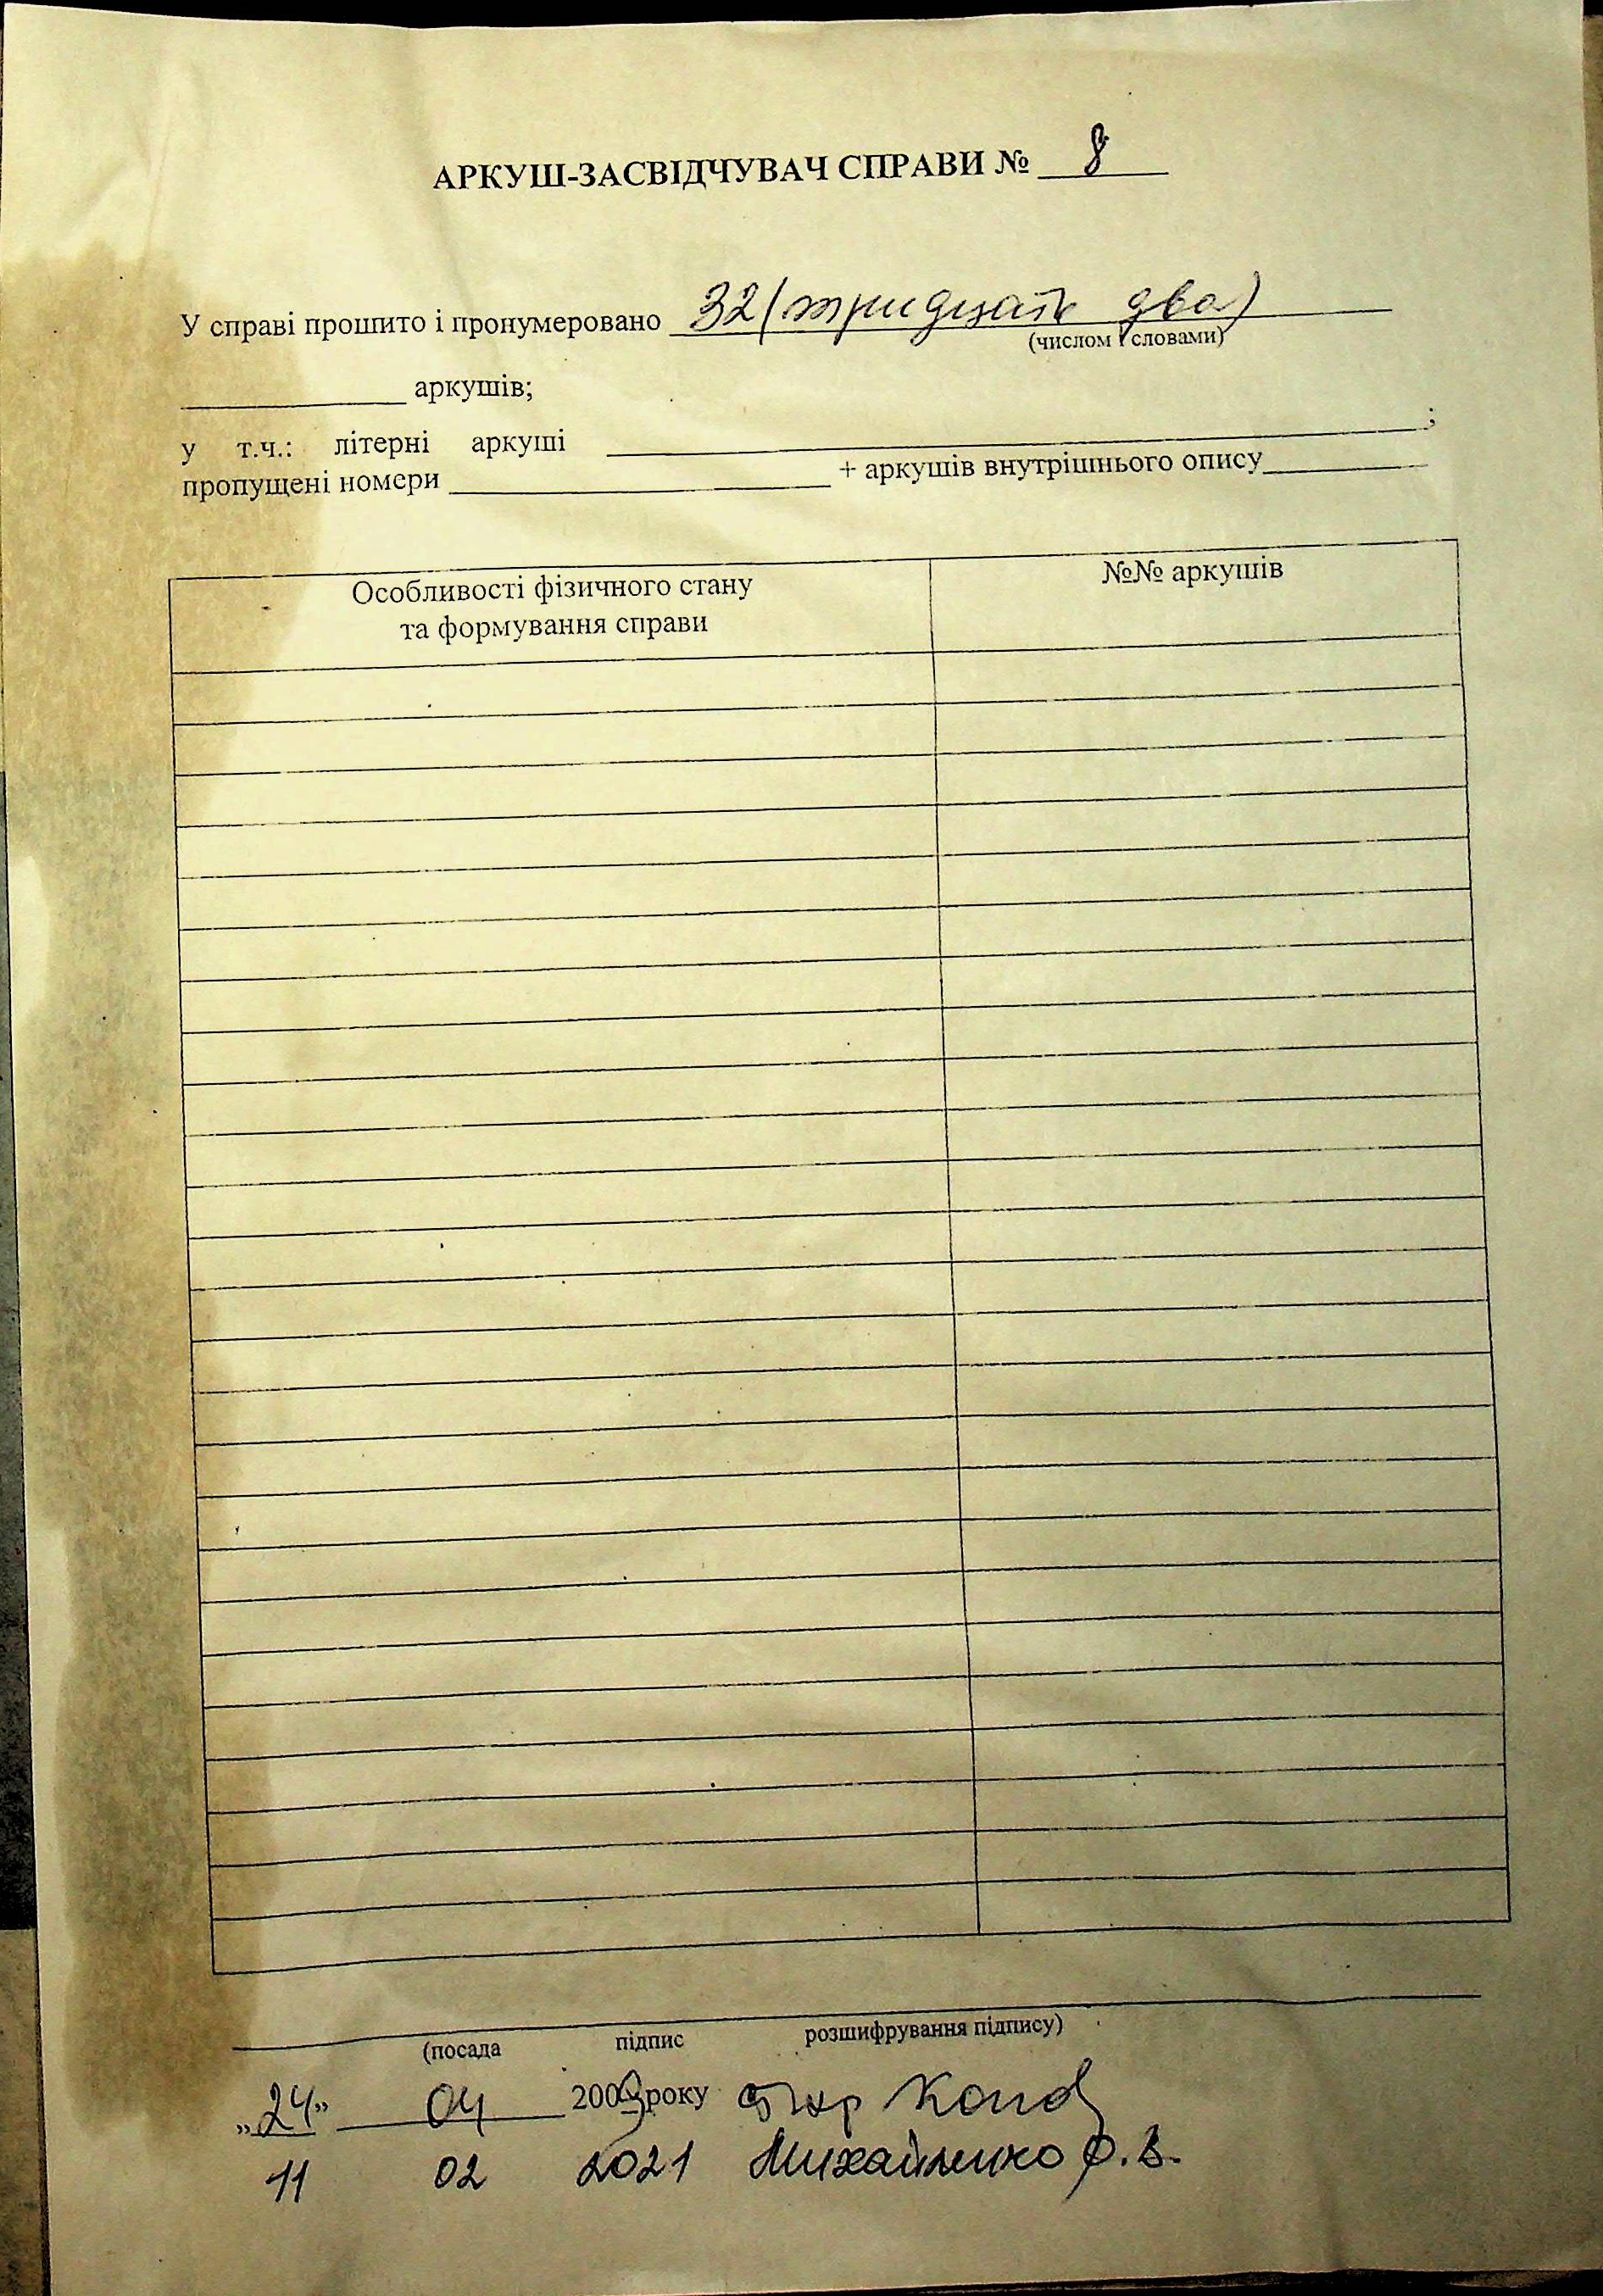 АРКУШ-ЗАСВІДЧУВАЧ СПРАВИ № 8
У справі прошито і пронумеровано 32 (тридцать два)
(числом і словами)
аркушів;
у т.ч.: літерні аркуші ;
пропущені номери + аркушів внутрішнього опису
Особливості фізичного стану
та формування справи
№№ аркушів
(посада підпис розшифрування підпису)
„24” 04 2009 року
11 02 2021 Михайленко О.В.